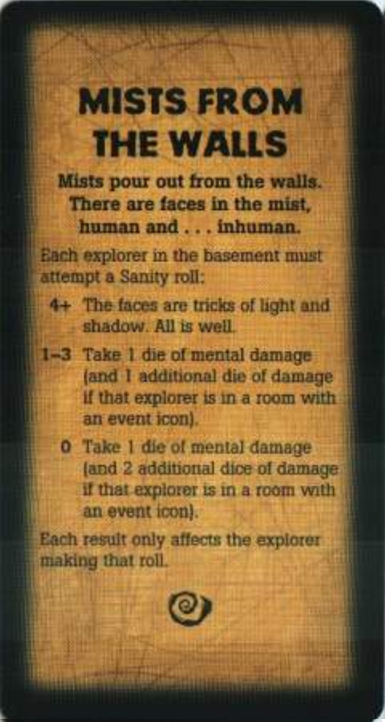 MISTS FROM
THE WALLS
Mists pour out from the walls.
There are faces in the mist,
human and . . . inhuman.
Each explorer in the basement must
attempt a Sanity roll:
4+ The faces are tricks of light and
shadow. All is well.
1–3 Take 1 die of mental damage
(and 1 additional die of damage
if that explorer is in a room with
an event icon).
0 Take 1 die of mental damage
(and 2 additional dice of damage
if that explorer is in a room with
an event icon).
Each result only affects the explorer
making that roll.